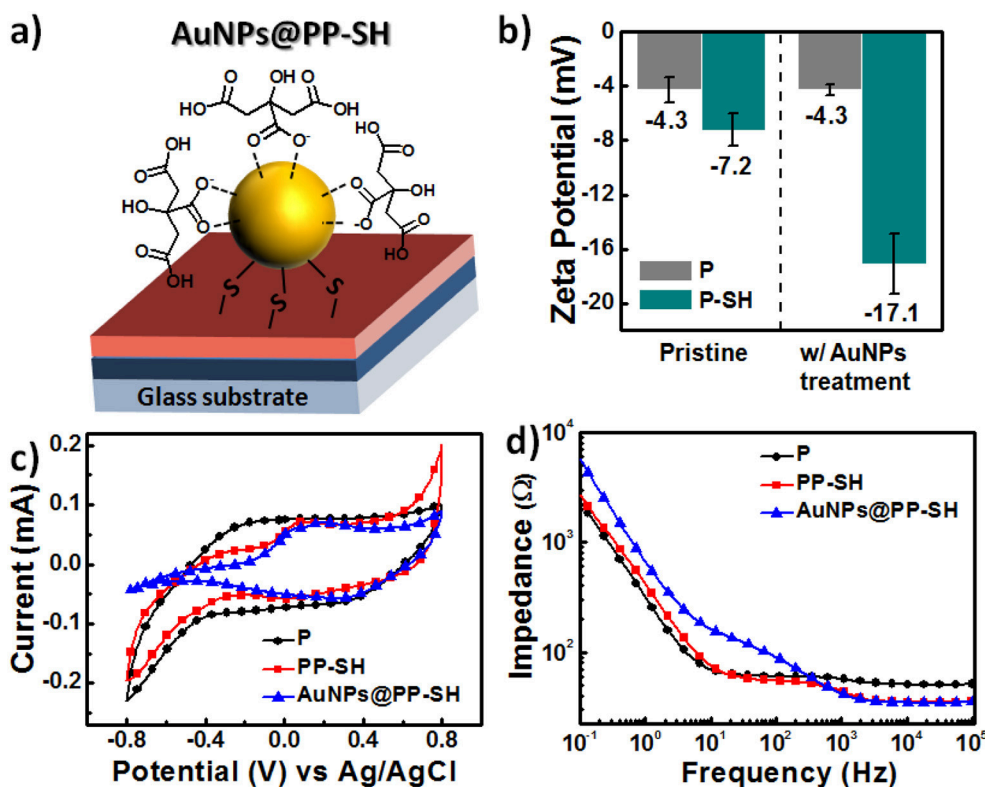 a)
AuNPs@PP-SH
O
OH
O
HO
OH
O
O⁻
OH
O
HO
O
O⁻
O
OH
O
OH
O
O
-O
O
OH
OH
O
S
S
S
Glass substrate
b)
Zeta Potential (mV)
0
-4
-8
-12
-16
-20
-4.3
-7.2
-4.3
-17.1
P
P-SH
Pristine
w/ AuNPs
treatment
c)
Current (mA)
0.2
0.1
0.0
-0.1
-0.2
P
PP-SH
AuNPs@PP-SH
-0.8 -0.4 0.0 0.4 0.8
Potential (V) vs Ag/AgCl
d)
Impedance (Ω)
10⁴
10³
10²
P
PP-SH
AuNPs@PP-SH
10⁻¹ 10⁰ 10¹ 10² 10³ 10⁴ 10⁵
Frequency (Hz)